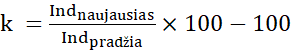 k = Ind_naujausias / Ind_pradžia × 100 − 100